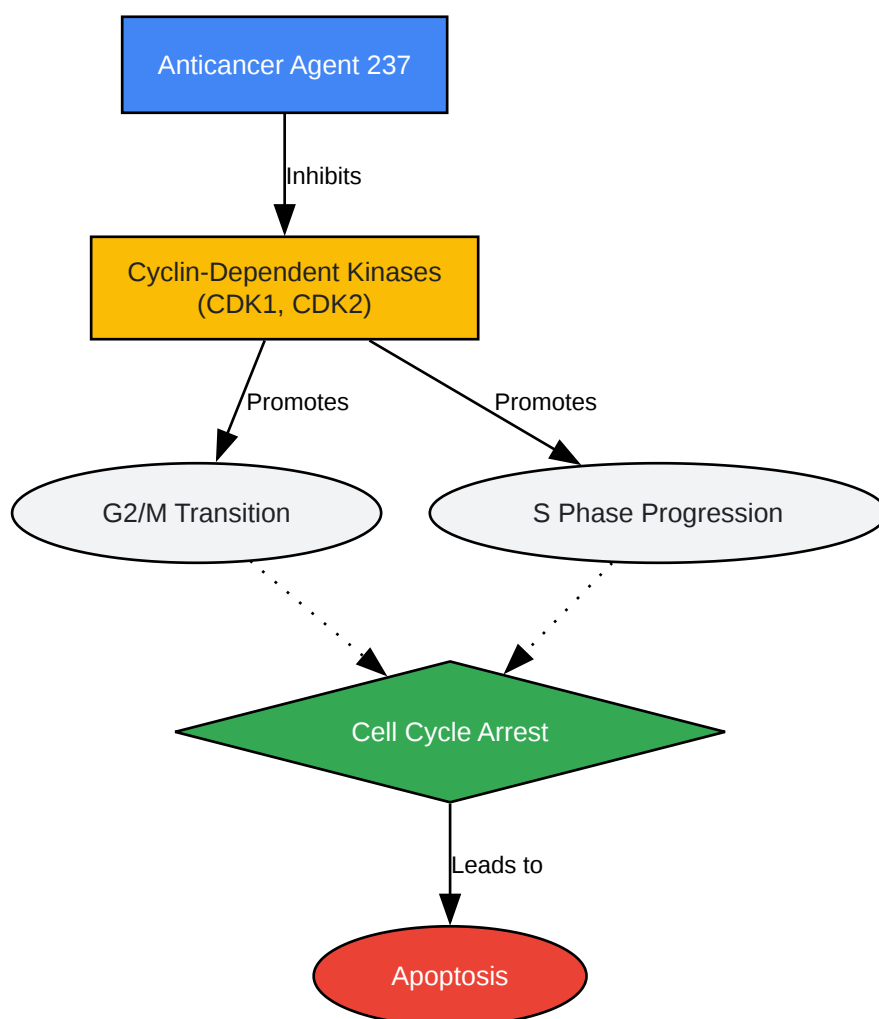 Anticancer Agent 237
Inhibits
Cyclin-Dependent Kinases
(CDK1, CDK2)
Promotes
Promotes
G2/M Transition
S Phase Progression
Cell Cycle Arrest
Leads to
Apoptosis